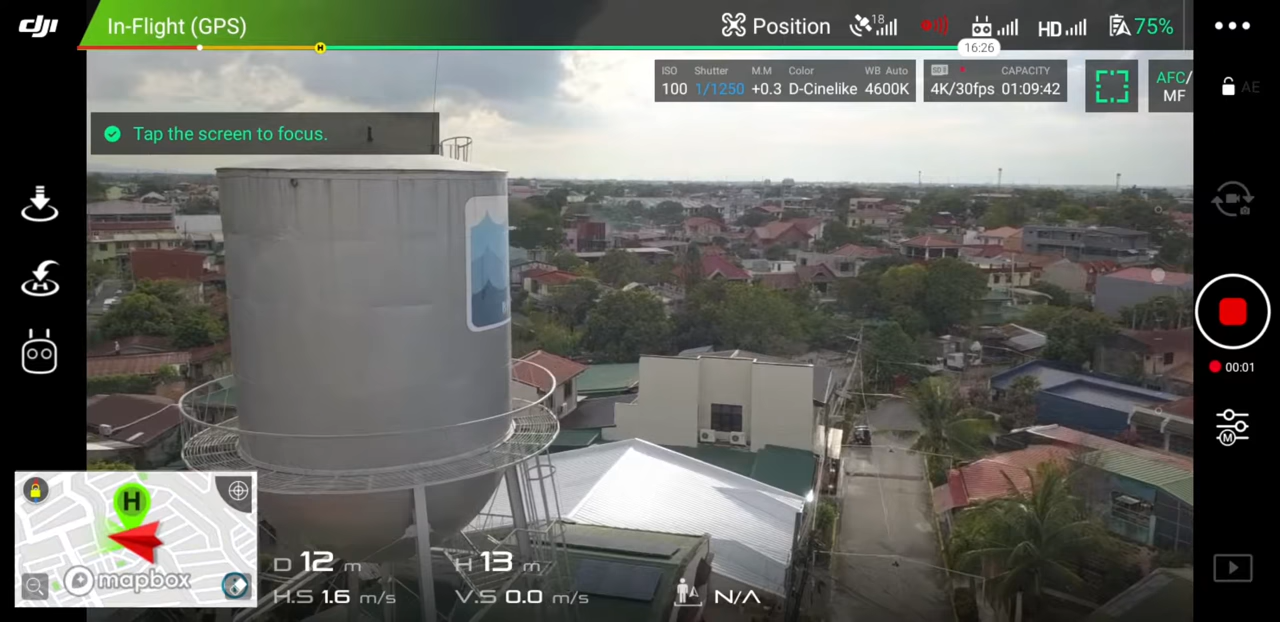 dji
In-Flight (GPS)
Position
18
HD
75%
16:26
H
ISO Shutter M.M Color WB Auto
100 1/1250 +0.3 D-Cinelike 4600K
CAPACITY
4K/30fps 01:09:42
AFC/
MF
AE
Tap the screen to focus.
00:01
M
H
mapbox
D 12 m
H 13 m
H.S 1.6 m/s
V.S 0.0 m/s
N/A